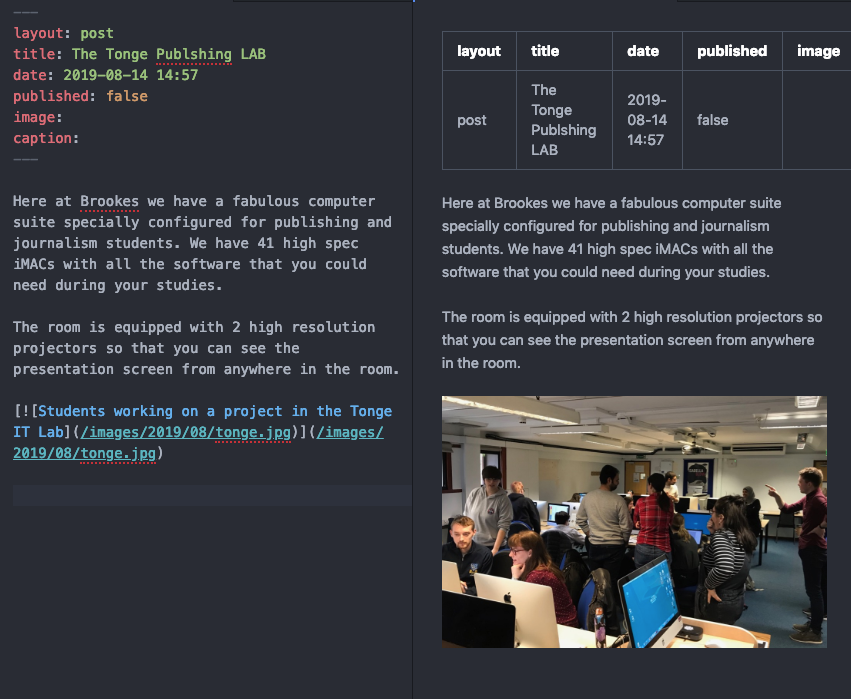 ---
layout: post
title: The Tonge Publshing LAB
date: 2019-08-14 14:57
published: false
image:
caption:
---
Here at Brookes we have a fabulous computer
suite specially configured for publishing and
journalism students. We have 41 high spec
iMACs with all the software that you could
need during your studies.
The room is equipped with 2 high resolution
projectors so that you can see the
presentation screen from anywhere in the room.
[![Students working on a project in the Tonge
IT Lab](/images/2019/08/tonge.jpg)](/images/
2019/08/tonge.jpg)
layout title date published image
post
The
Tonge
Publshing
LAB
2019-
08-14
14:57
false
Here at Brookes we have a fabulous computer suite
specially configured for publishing and journalism
students. We have 41 high spec iMACs with all the
software that you could need during your studies.
The room is equipped with 2 high resolution projectors so
that you can see the presentation screen from anywhere
in the room.